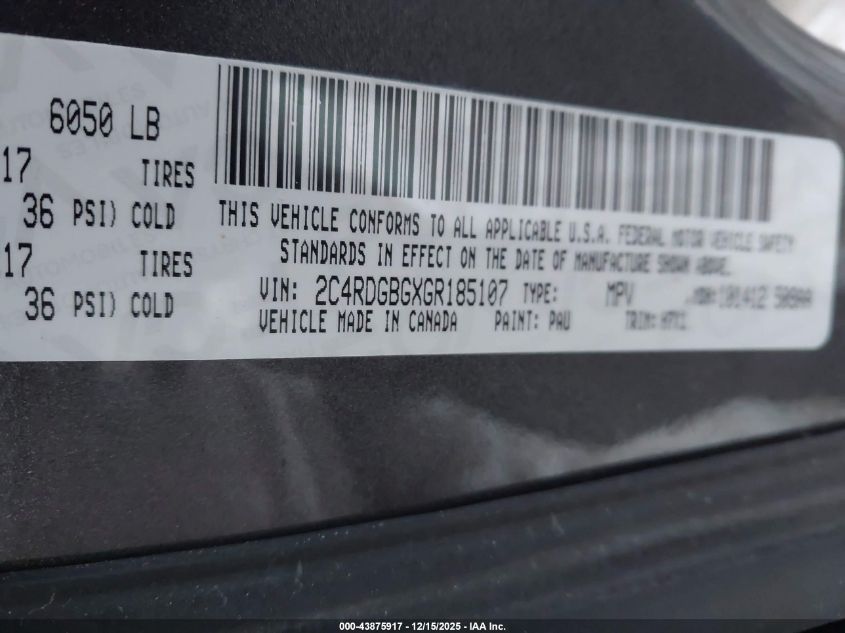 6050 LB
17 TIRES
36 PSI) COLD
17 TIRES
36 PSI) COLD
THIS VEHICLE CONFORMS TO ALL APPLICABLE U.S.A. FEDERAL MOTOR VEHICLE SAFETY
STANDARDS IN EFFECT ON THE DATE OF MANUFACTURE SHOWN ABOVE.
VIN: 2C4RDGBGXGR185107 TYPE: MPV
VEHICLE MADE IN CANADA PAINT: PAU TRIM:
000-43875917 - 12/15/2025 - IAA Inc.